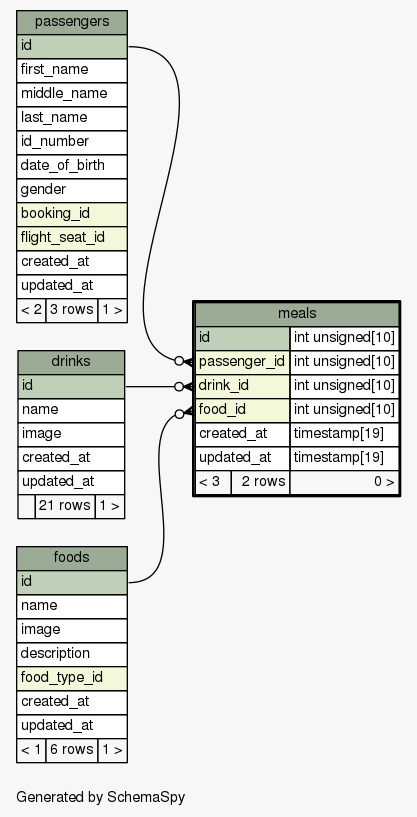 passengers
id
first_name
middle_name
last_name
id_number
date_of_birth
gender
booking_id
flight_seat_id
created_at
updated_at
< 2 3 rows 1 >
meals
id int unsigned[10]
passenger_id int unsigned[10]
drink_id int unsigned[10]
food_id int unsigned[10]
created_at timestamp[19]
updated_at timestamp[19]
< 3 2 rows 0 >
drinks
id
name
image
created_at
updated_at
21 rows 1 >
foods
id
name
image
description
food_type_id
created_at
updated_at
< 1 6 rows 1 >
Generated by SchemaSpy